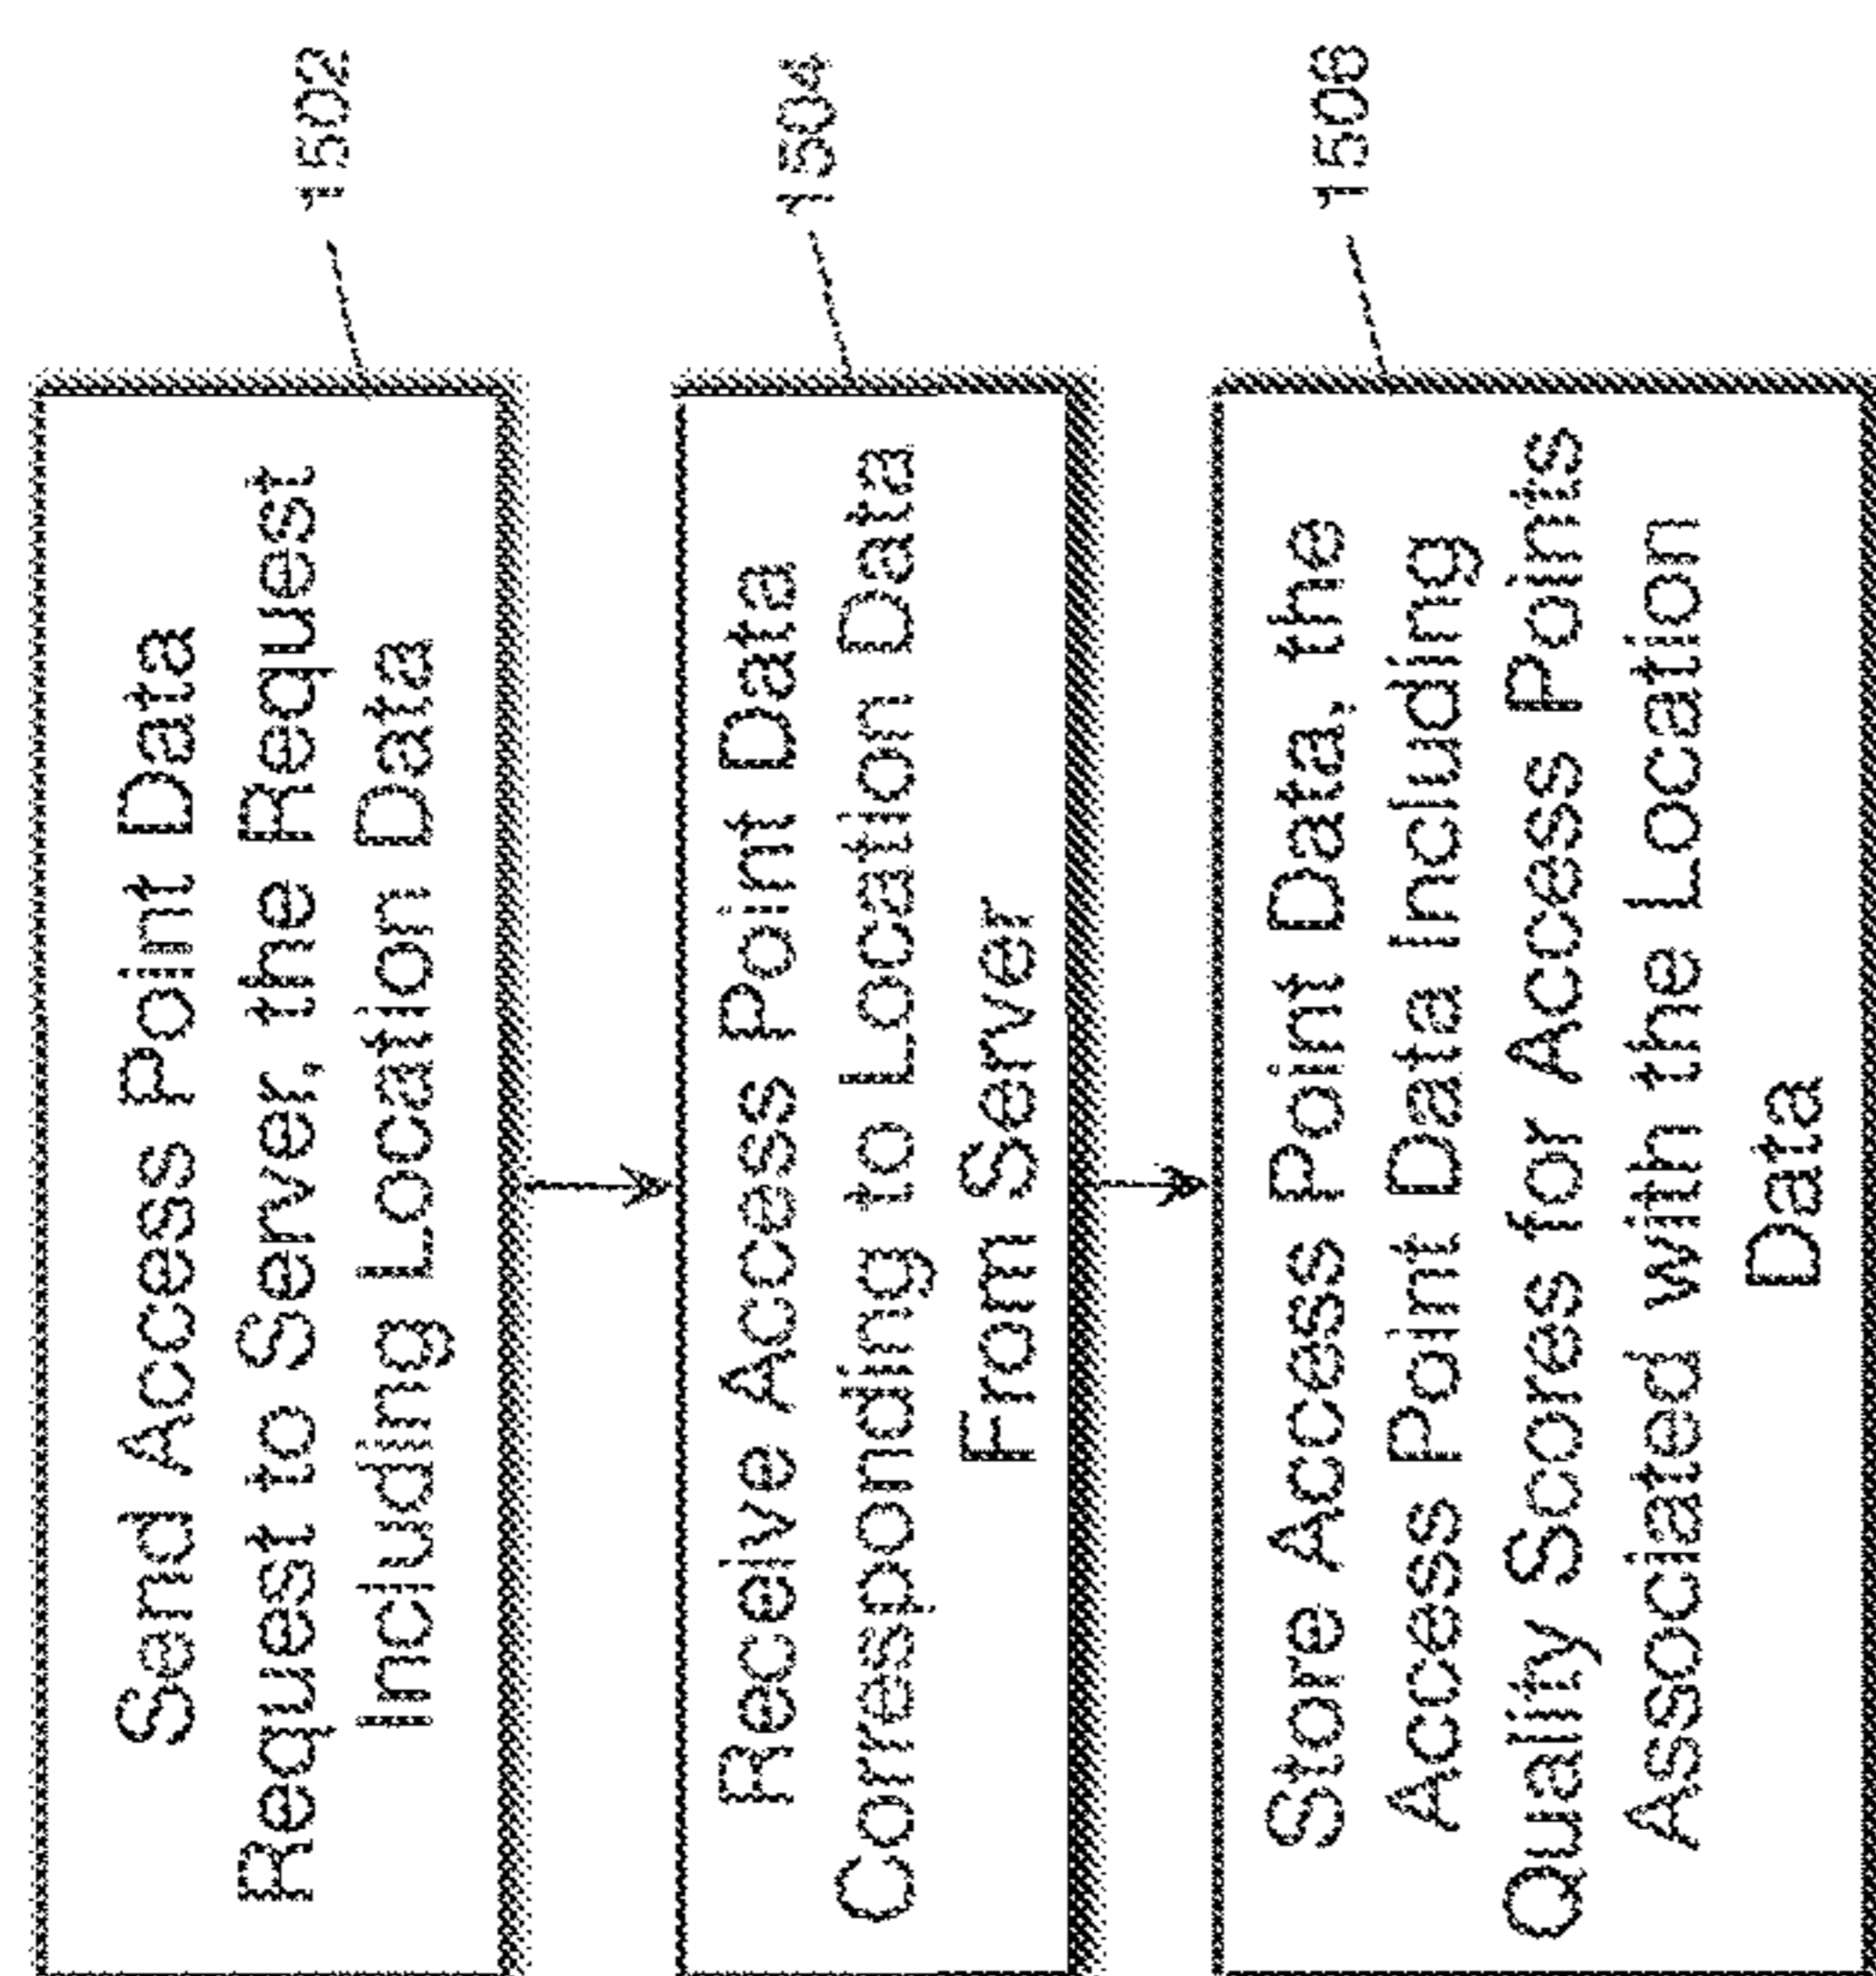 Send Access Point Data
Request to Server, the Request
Including Location Data
1502
Receive Access Point Data
Corresponding to Location Data
From Server
1504
Store Access Point Data, the
Access Point Data Including
Quality Scores for Access Points
Associated with the Location
Data
1506